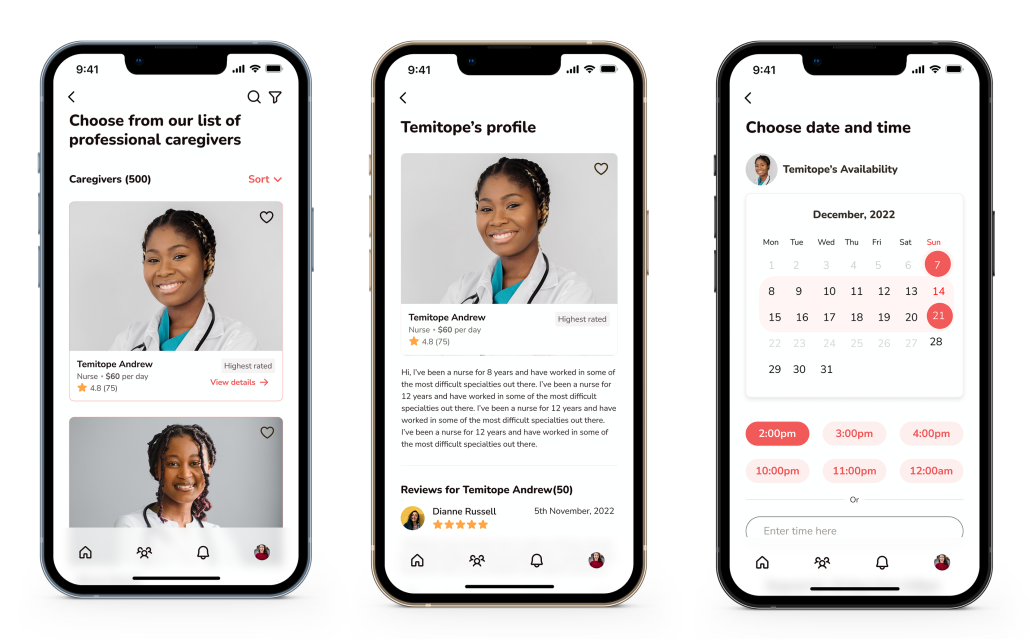 9:41
Choose from our list of
professional caregivers
Caregivers (500)
Sort
Temitope Andrew
Highest rated
Nurse • $60 per day
4.8 (75)
View details
9:41
Temitope's profile
Temitope Andrew
Highest rated
Nurse • $60 per day
4.8 (75)
Hi, I've been a nurse for 8 years and have worked in some of
the most difficult specialties out there. I've been a nurse for
12 years and have worked in some of the most difficult
specialties out there. I've been a nurse for 12 years and have
worked in some of the most difficult specialties out there.
I've been a nurse for 12 years and have worked in some of
the most difficult specialties out there.
Reviews for Temitope Andrew(50)
Dianne Russell
5th November, 2022
9:41
Choose date and time
Temitope's Availability
December, 2022
Mon Tue Wed Thu Fri Sat Sun
1 2 3 4 5 6 7
8 9 10 11 12 13 14
15 16 17 18 19 20 21
22 23 24 25 26 27 28
29 30 31
2:00pm 3:00pm 4:00pm
10:00pm 11:00pm 12:00am
Or
Enter time here